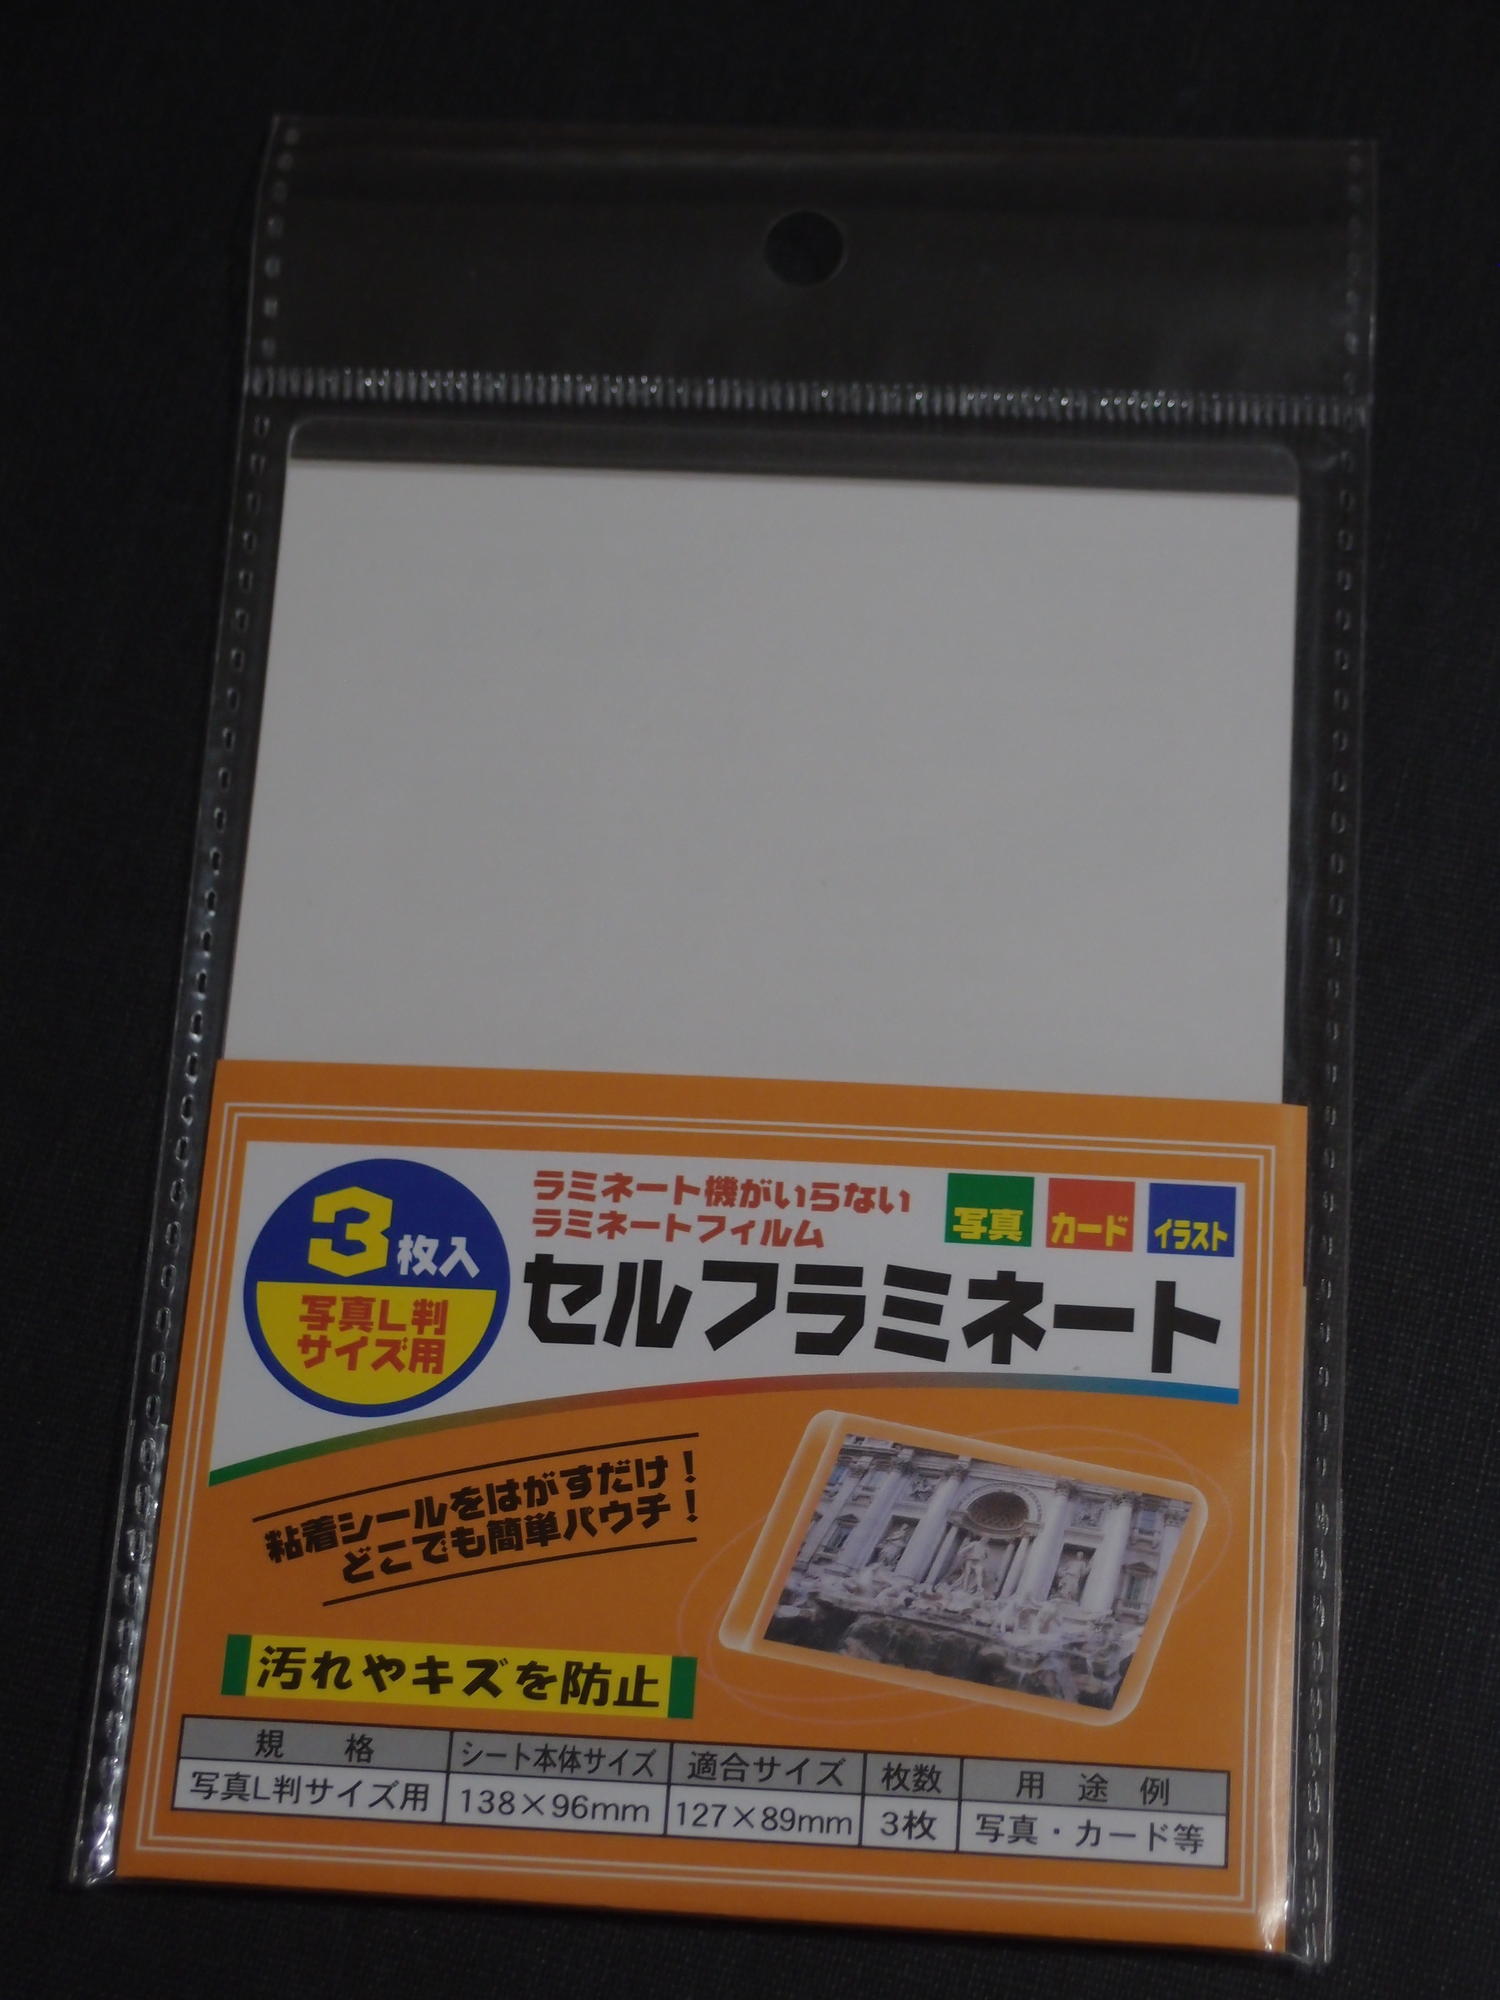 3枚入
写真L判
サイズ用
ラミネート機がいらない
ラミネートフィルム
セルフラミネート
写真
カード
イラスト
粘着シールをはがすだけ！
どこでも簡単パウチ！
汚れやキズを防止
規格 シート本体サイズ 適合サイズ 枚数 用途例
写真L判サイズ用 138×96mm 127×89mm 3枚 写真・カード等